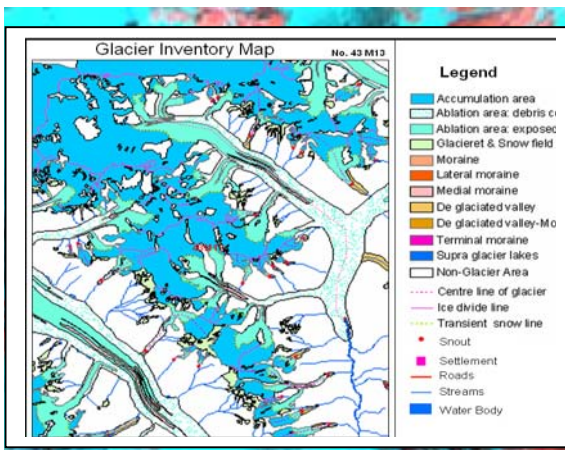 Glacier Inventory Map
No. 43 M13
Legend
Accumulation area
Ablation area: debris co
Ablation area: exposed
Glacieret & Snow field
Moraine
Lateral moraine
Medial moraine
De glaciated valley
De glaciated valley-Mo
Terminal moraine
Supra glacier lakes
Non-Glacier Area
Centre line of glacier
Ice divide line
Transient snow line
Snout
Settlement
Roads
Streams
Water Body